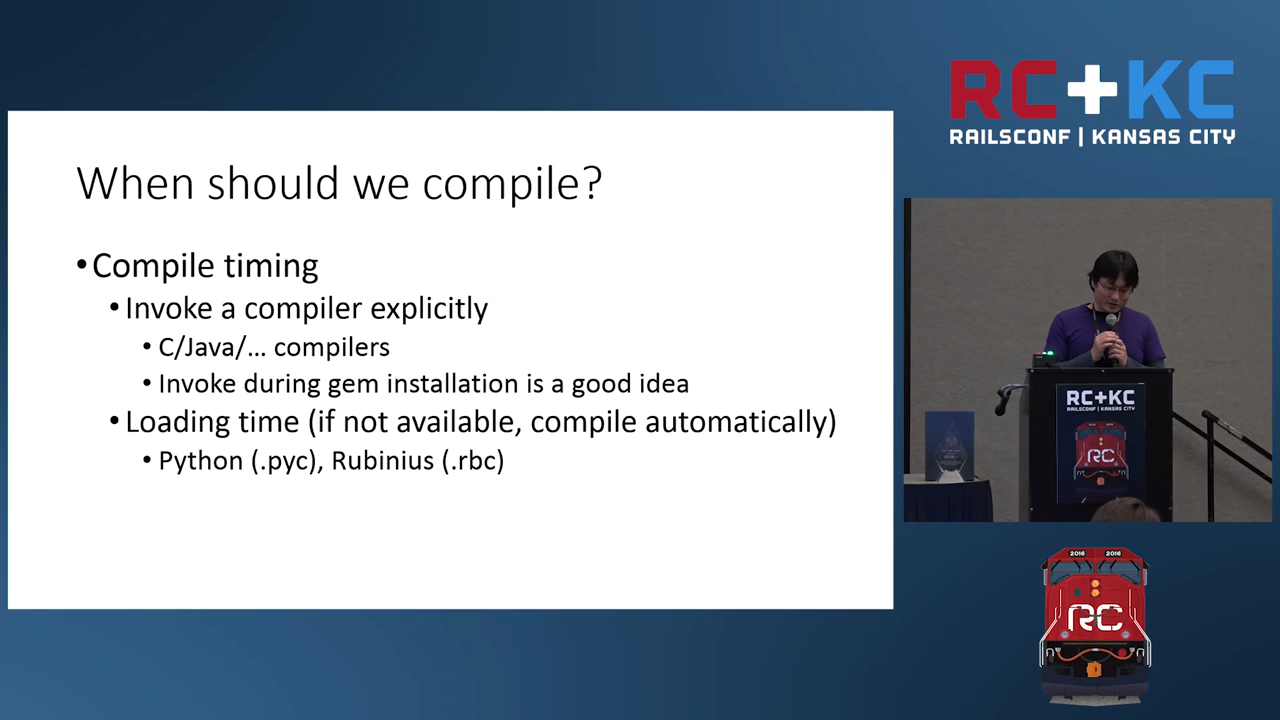 RC+KC
RAILSCONF | KANSAS CITY
When should we compile?
•Compile timing
•Invoke a compiler explicitly
•C/Java/… compilers
•Invoke during gem installation is a good idea
•Loading time (if not available, compile automatically)
•Python (.pyc), Rubinius (.rbc)
RC+KC
RAILSCONF | KANSAS CITY
RC
2016 2016
RC